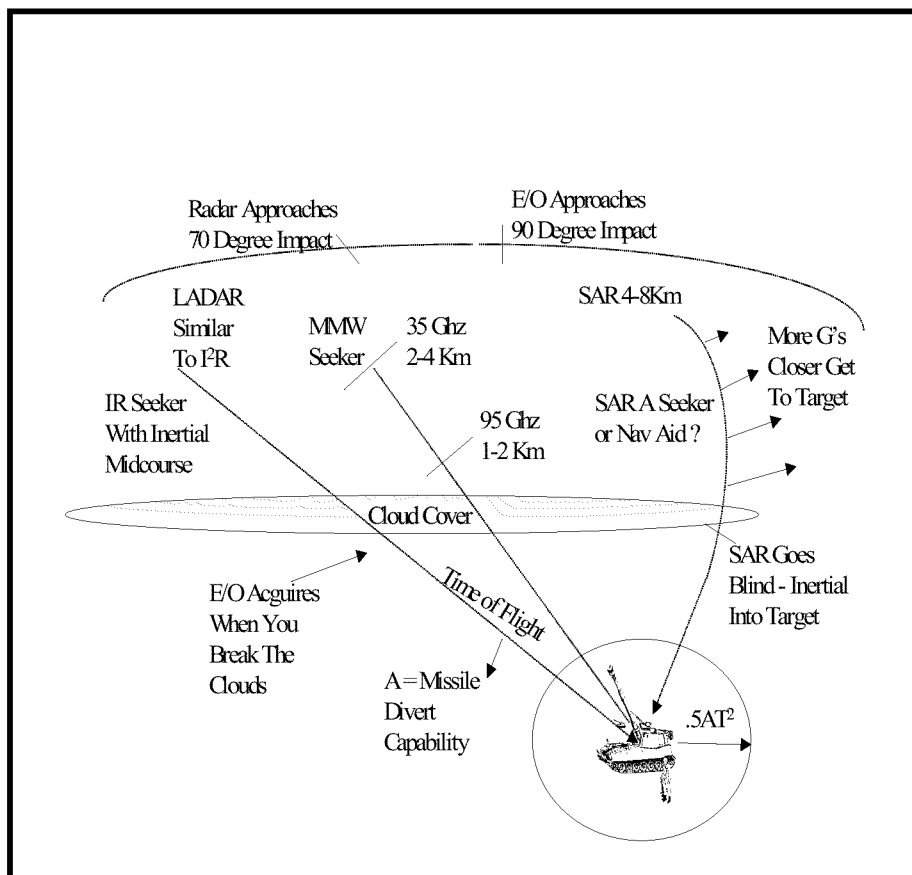 Radar Approaches
70 Degree Impact
E/O Approaches
90 Degree Impact
LADAR
Similar
To I²R
MMW
Seeker
35 Ghz
2-4 Km
SAR 4-8Km
More G's
Closer Get
To Target
IR Seeker
With Inertial
Midcourse
95 Ghz
1-2 Km
SAR A Seeker
or Nav Aid ?
Cloud Cover
SAR Goes
Blind - Inertial
Into Target
E/O Acguires
When You
Break The
Clouds
Time of Flight
A = Missile
Divert
Capability
.5AT²